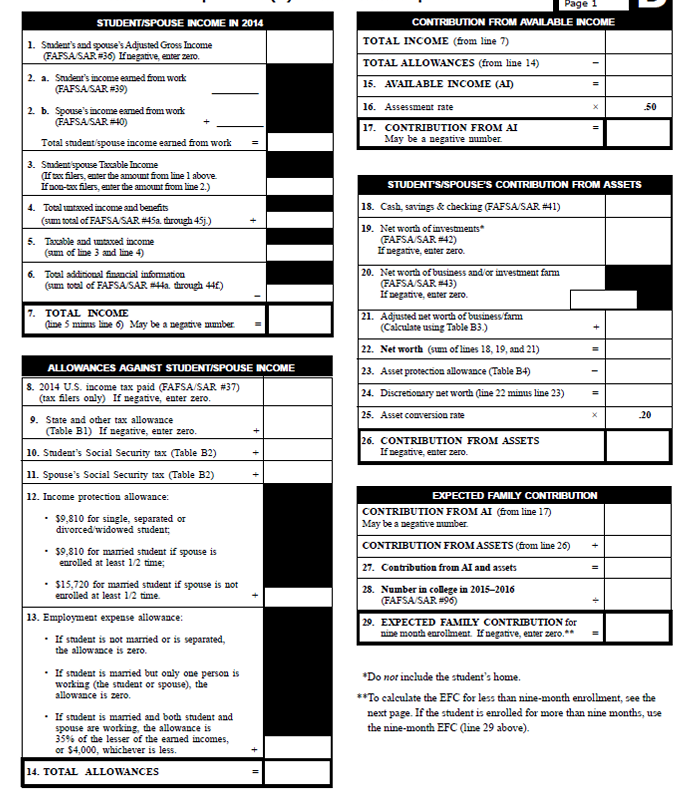 Page 1
STUDENT/SPOUSE INCOME IN 2014
1. Student's and spouse's Adjusted Gross Income
(FAFSA/SAR #36) If negative, enter zero.
2. a. Student's income earned from work
(FAFSA/SAR #39)
2. b. Spouse's income earned from work
(FAFSA/SAR #40) +
Total student/spouse income earned from work =
3. Student/spouse Taxable Income
(If tax filers, enter the amount from line 1 above.
If non-tax filers, enter the amount from line 2.)
4. Total untaxed income and benefits
(sum total of FAFSA/SAR #45a. through 45j.) +
5. Taxable and untaxed income
(sum of line 3 and line 4)
6. Total additional financial information
(sum total of FAFSA/SAR #44a. through 44f.)
–
7. TOTAL INCOME
(line 5 minus line 6) May be a negative number. =
ALLOWANCES AGAINST STUDENT/SPOUSE INCOME
8. 2014 U.S. income tax paid (FAFSA/SAR #37)
(tax filers only) If negative, enter zero.
9. State and other tax allowance
(Table B1) If negative, enter zero. +
10. Student's Social Security tax (Table B2) +
11. Spouse's Social Security tax (Table B2) +
12. Income protection allowance:
• $9,810 for single, separated or
divorced/widowed student;
• $9,810 for married student if spouse is
enrolled at least 1/2 time;
• $15,720 for married student if spouse is not
enrolled at least 1/2 time. +
13. Employment expense allowance:
• If student is not married or is separated,
the allowance is zero.
• If student is married but only one person is
working (the student or spouse), the
allowance is zero.
• If student is married and both student and
spouse are working, the allowance is
35% of the lesser of the earned incomes,
or $4,000, whichever is less. +
14. TOTAL ALLOWANCES =
CONTRIBUTION FROM AVAILABLE INCOME
TOTAL INCOME (from line 7)
TOTAL ALLOWANCES (from line 14) –
15. AVAILABLE INCOME (AI) =
16. Assessment rate × .50
17. CONTRIBUTION FROM AI =
May be a negative number.
STUDENT'S/SPOUSE'S CONTRIBUTION FROM ASSETS
18. Cash, savings & checking (FAFSA/SAR #41)
19. Net worth of investments*
(FAFSA/SAR #42)
If negative, enter zero.
20. Net worth of business and/or investment farm
(FAFSA/SAR #43)
If negative, enter zero.
21. Adjusted net worth of business/farm
(Calculate using Table B3.) +
22. Net worth (sum of lines 18, 19, and 21) =
23. Asset protection allowance (Table B4) –
24. Discretionary net worth (line 22 minus line 23) =
25. Asset conversion rate × .20
26. CONTRIBUTION FROM ASSETS
If negative, enter zero.
EXPECTED FAMILY CONTRIBUTION
CONTRIBUTION FROM AI (from line 17)
May be a negative number.
CONTRIBUTION FROM ASSETS (from line 26) +
27. Contribution from AI and assets =
28. Number in college in 2015–2016
(FAFSA/SAR #96) ÷
29. EXPECTED FAMILY CONTRIBUTION for
nine month enrollment. If negative, enter zero.** =
*Do not include the student's home.
**To calculate the EFC for less than nine-month enrollment, see the
next page. If the student is enrolled for more than nine months, use
the nine-month EFC (line 29 above).